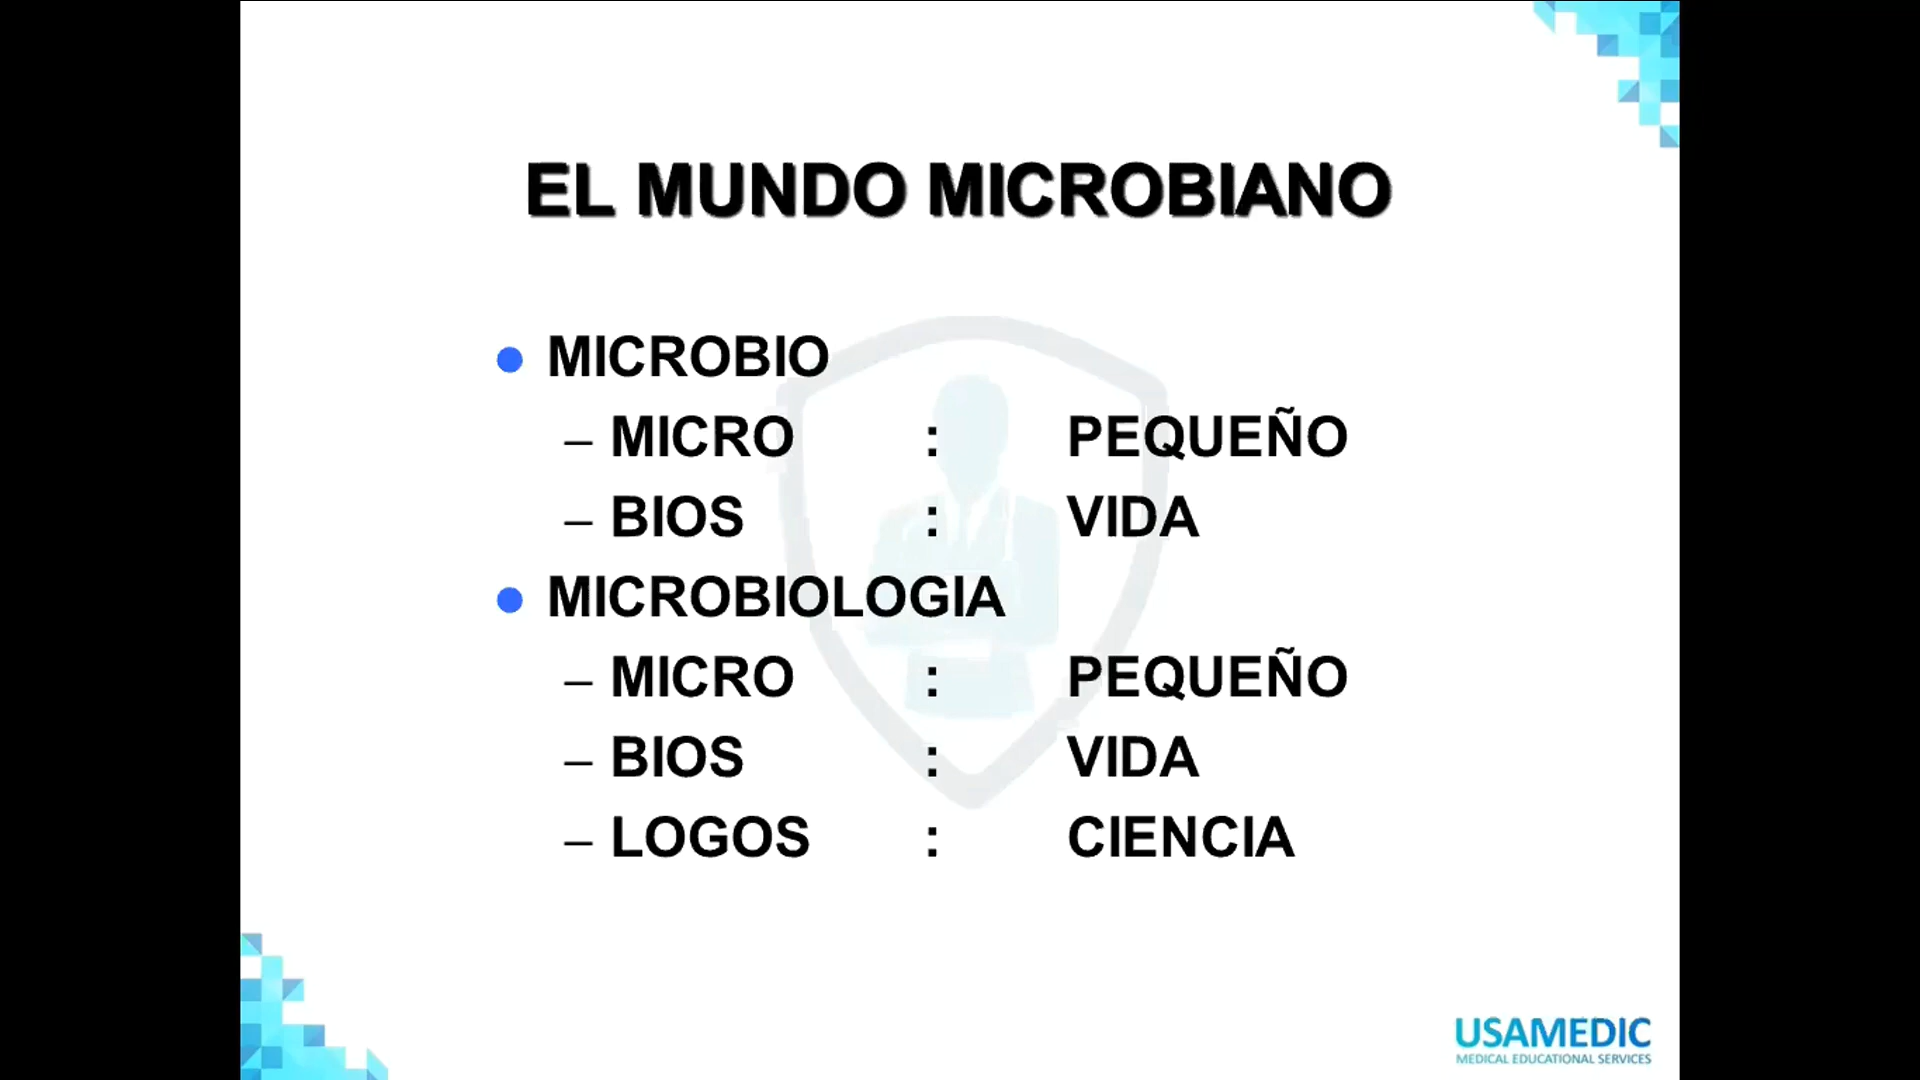 EL MUNDO MICROBIANO
● MICROBIO
– MICRO : PEQUEÑO
– BIOS : VIDA
● MICROBIOLOGIA
– MICRO : PEQUEÑO
– BIOS : VIDA
– LOGOS : CIENCIA
USAMEDIC
MEDICAL EDUCATIONAL SERVICES